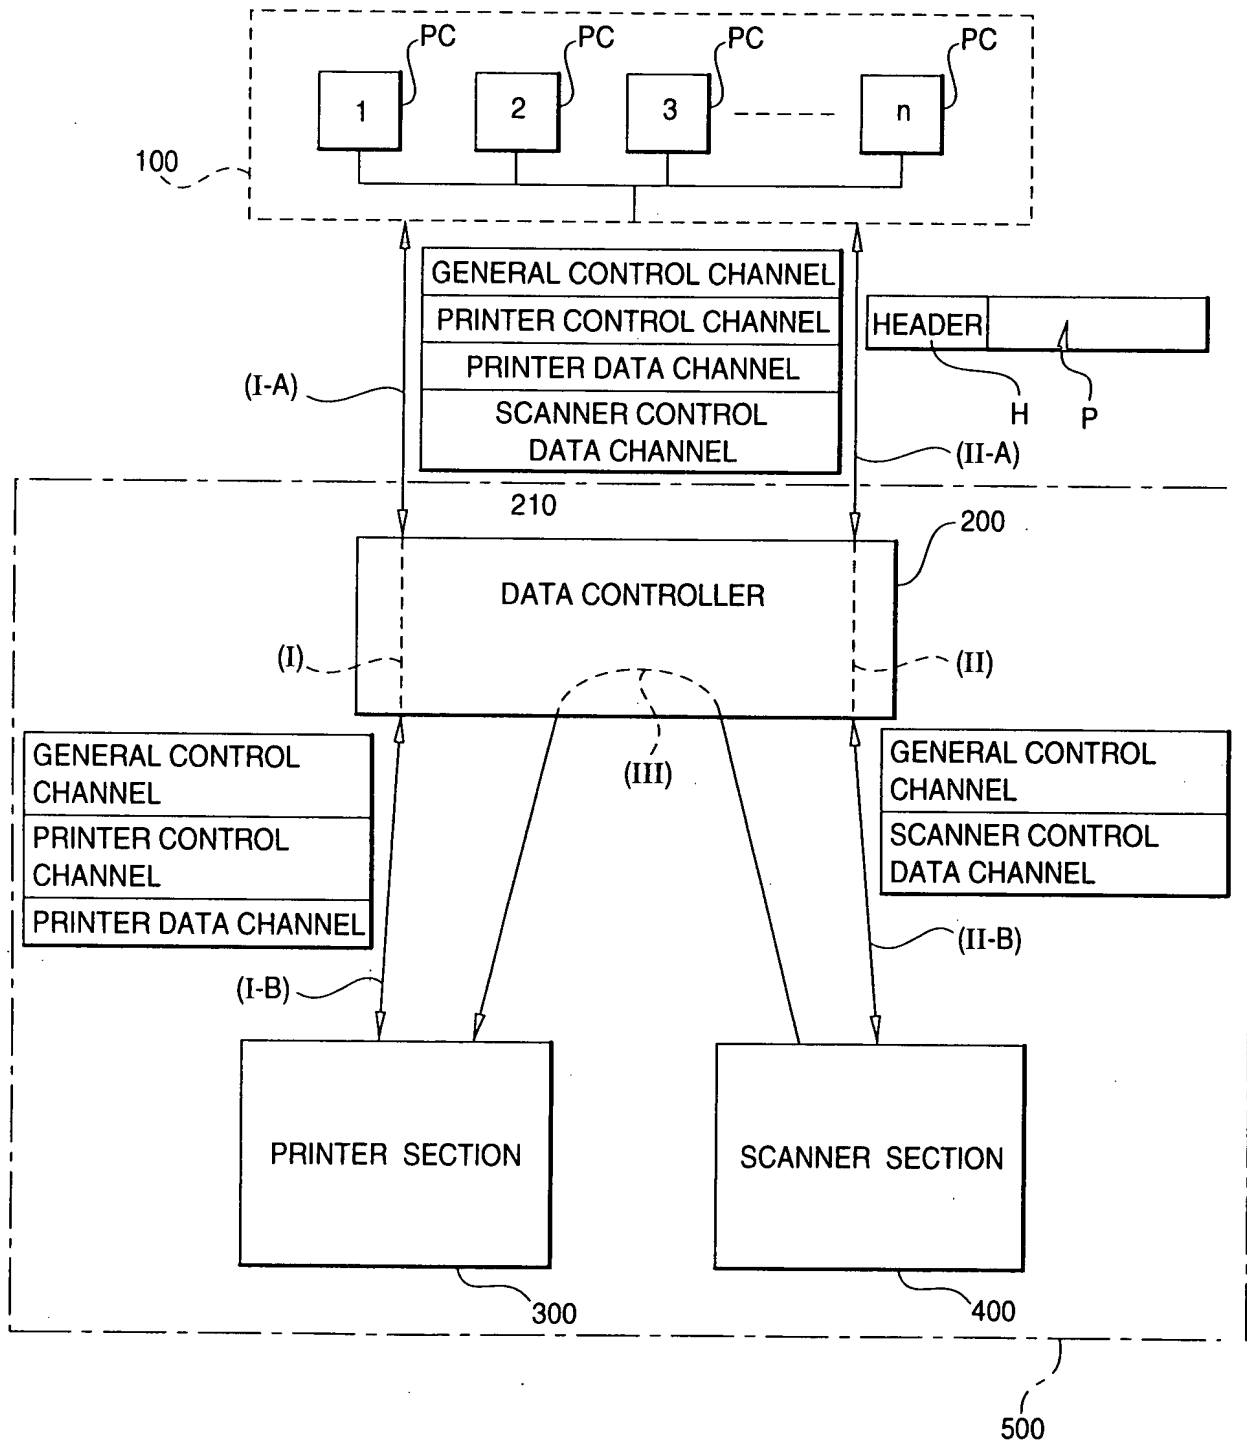 PC PC PC PC
1 2 3 n
100
GENERAL CONTROL CHANNEL
PRINTER CONTROL CHANNEL
PRINTER DATA CHANNEL
SCANNER CONTROL
DATA CHANNEL
HEADER
H P
(I-A)
(II-A)
210
200
DATA CONTROLLER
(I)
(II)
(III)
GENERAL CONTROL
CHANNEL
PRINTER CONTROL
CHANNEL
PRINTER DATA CHANNEL
GENERAL CONTROL
CHANNEL
SCANNER CONTROL
DATA CHANNEL
(I-B)
(II-B)
PRINTER SECTION
SCANNER SECTION
300
400
500